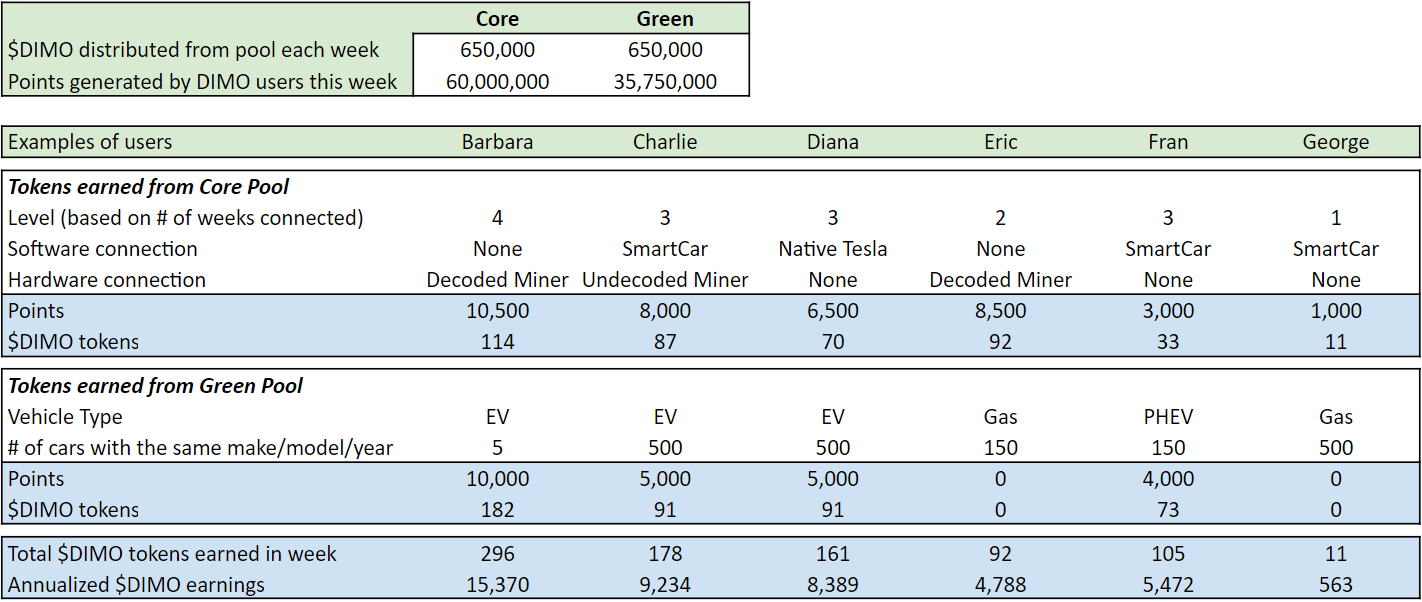 Core Green
$DIMO distributed from pool each week 650,000 650,000
Points generated by DIMO users this week 60,000,000 35,750,000
Examples of users Barbara Charlie Diana Eric Fran George
Tokens earned from Core Pool
Level (based on # of weeks connected) 4 3 3 2 3 1
Software connection None SmartCar Native Tesla None SmartCar SmartCar
Hardware connection Decoded Miner Undecoded Miner None Decoded Miner None None
Points 10,500 8,000 6,500 8,500 3,000 1,000
$DIMO tokens 114 87 70 92 33 11
Tokens earned from Green Pool
Vehicle Type EV EV EV Gas PHEV Gas
# of cars with the same make/model/year 5 500 500 150 150 500
Points 10,000 5,000 5,000 0 4,000 0
$DIMO tokens 182 91 91 0 73 0
Total $DIMO tokens earned in week 296 178 161 92 105 11
Annualized $DIMO earnings 15,370 9,234 8,389 4,788 5,472 563